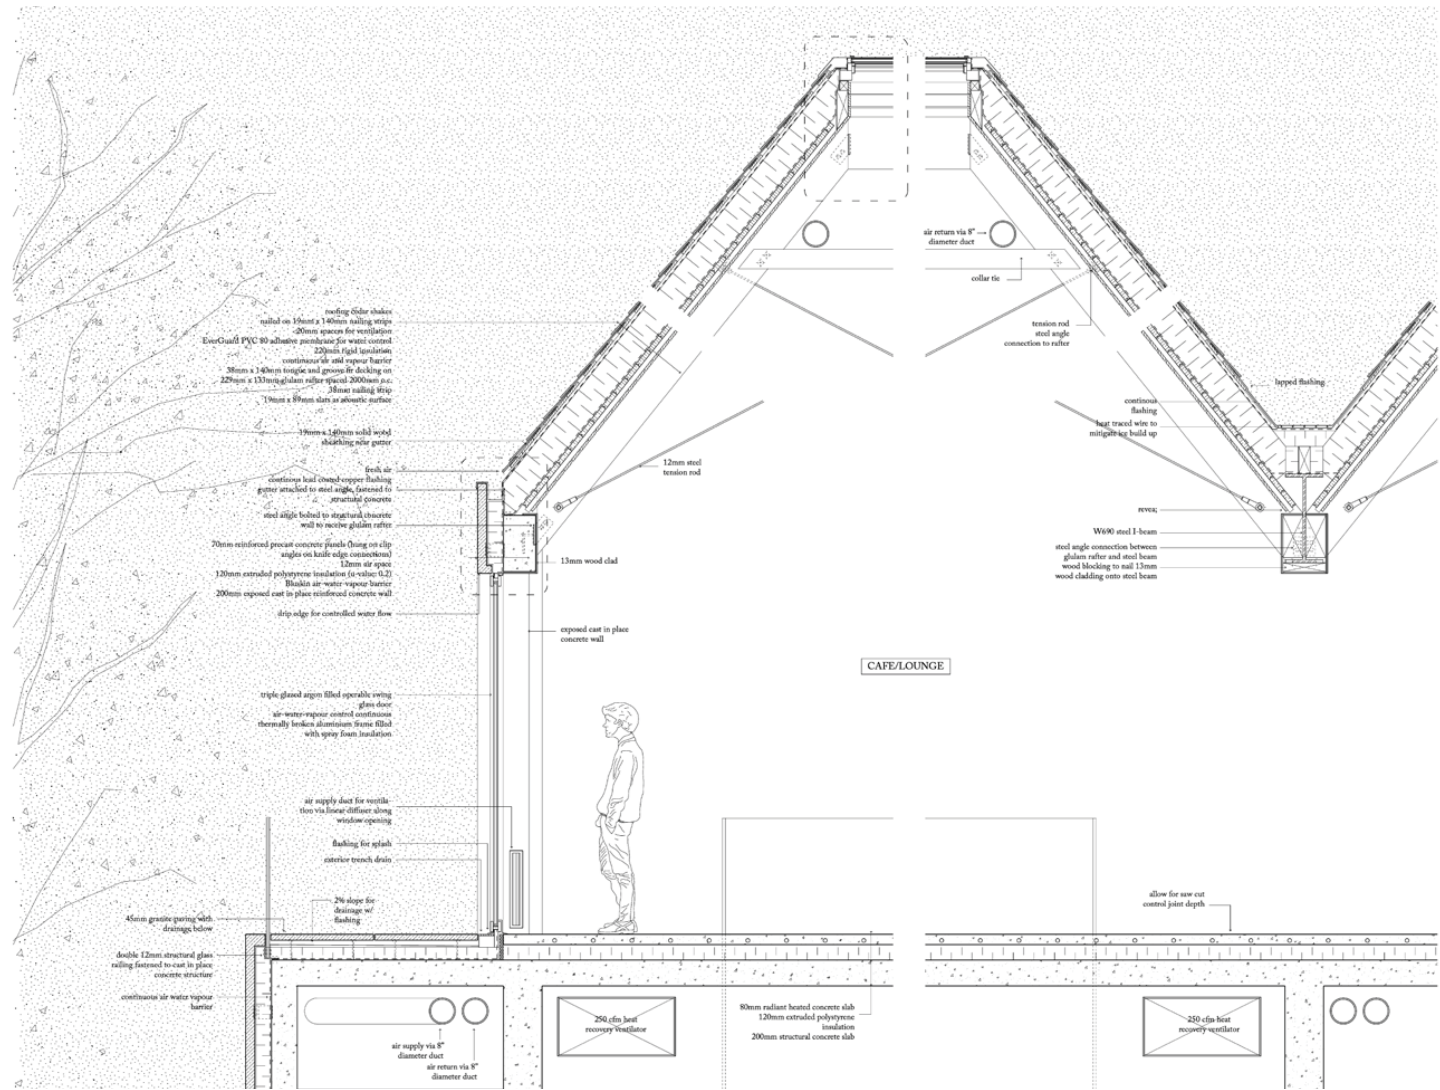 air return via 8"
diameter duct
collar tie
roofing cedar shakes
nailed on 19mm x 140mm nailing strips
20mm spacers for ventilation
EverGuard PVC 80 adhesive membrane for water control
220mm rigid insulation
continuous air and vapour barrier
38mm x 140mm tongue and groove fir decking on
229mm x 133mm glulam rafter spaced 2000mm o.c.
38mm nailing strip
19mm x 89mm slats as acoustic surface
tension rod
steel angle
connection to rafter
lapped flashing
continous
flashing
heat traced wire to
mitigate ice build up
19mm x 140mm solid wood
sheathing near gutter
fresh air
continous lead coated copper flashing
gutter attached to steel angle, fastened to
structural concrete
12mm steel
tension rod
steel angle bolted to structural concrete
wall to receive glulam rafter
revea;
W690 steel I-beam
steel angle connection between
glulam rafter and steel beam
wood blocking to nail 13mm
wood cladding onto steel beam
70mm reinforced precast concrete panels (hung on clip
angles on knife edge connections)
12mm air space
120mm extruded polystyrene insulation (u-value: 0.2)
Blueskin air-water-vapour barrier
200mm exposed cast in place reinforced concrete wall
13mm wood clad
drip edge for controlled water flow
exposed cast in place
concrete wall
CAFE/LOUNGE
triple glazed argon filled operable swing
glass door
air-water-vapour control continuous
thermally broken aluminium frame filled
with spray foam insulation
air supply duct for ventila-
tion via linear diffuser along
window opening
flashing for splash
exterior trench drain
2% slope for
drainage w/
flashing
allow for saw cut
control joint depth
45mm granite paving with
drainage below
double 12mm structural glass
railing fastened to cast in place
concrete structure
continuous air water vapour
barrier
250 cfm heat
recovery ventilator
80mm radiant heated concrete slab
120mm extruded polystyrene
insulation
200mm structural concrete slab
250 cfm heat
recovery ventilator
air supply via 8"
diameter duct
air return via 8"
diameter duct